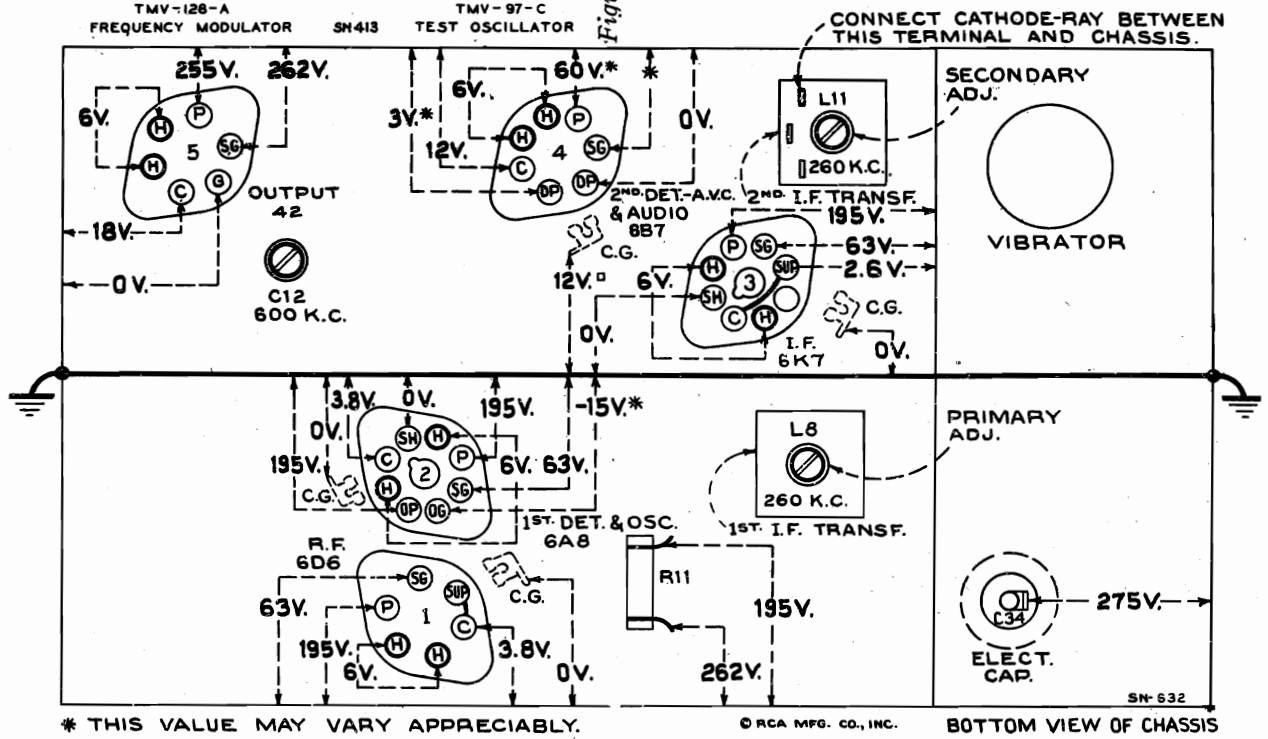 TMV-128-A
FREQUENCY MODULATOR
SN413
TMV-97-C
TEST OSCILLATOR
Figu
CONNECT CATHODE-RAY BETWEEN
THIS TERMINAL AND CHASSIS.
255V.
262V.
6V.
H
P
H
5
SG
C
G
OUTPUT
42
18V.
0V.
C12
600 K.C.
60V.*
*
6V.
3V.*
12V.
0V.
H
P
H
4
SG
C
DP
DP
2ND. DET.-A.V.C.
& AUDIO
6B7
C.G.
12V.
L11
260 K.C.
SECONDARY
ADJ.
2ND. I.F. TRANSF.
195V.
63V.
2.6V.
VIBRATOR
P
SG
H
SUP
3
SH
C
H
6V.
0V.
I.F.
6K7
C.G.
0V.
3.8V.
0V.
195V.
-15V.*
0V.
SH
H
C
2
P
H
SG
OP
OG
195V.
C.G.
6V.
63V.
1ST. DET. & OSC.
6A8
L8
260 K.C.
PRIMARY
ADJ.
1ST. I.F. TRANSF.
R.F.
6D6
SG
SUP
P
1
C
H
H
63V.
195V.
6V.
3.8V.
C.G.
0V.
R11
195V.
262V.
C34
275V.
ELECT.
CAP.
SN-632
* THIS VALUE MAY VARY APPRECIABLY.
© RCA MFG. CO., INC.
BOTTOM VIEW OF CHASSIS